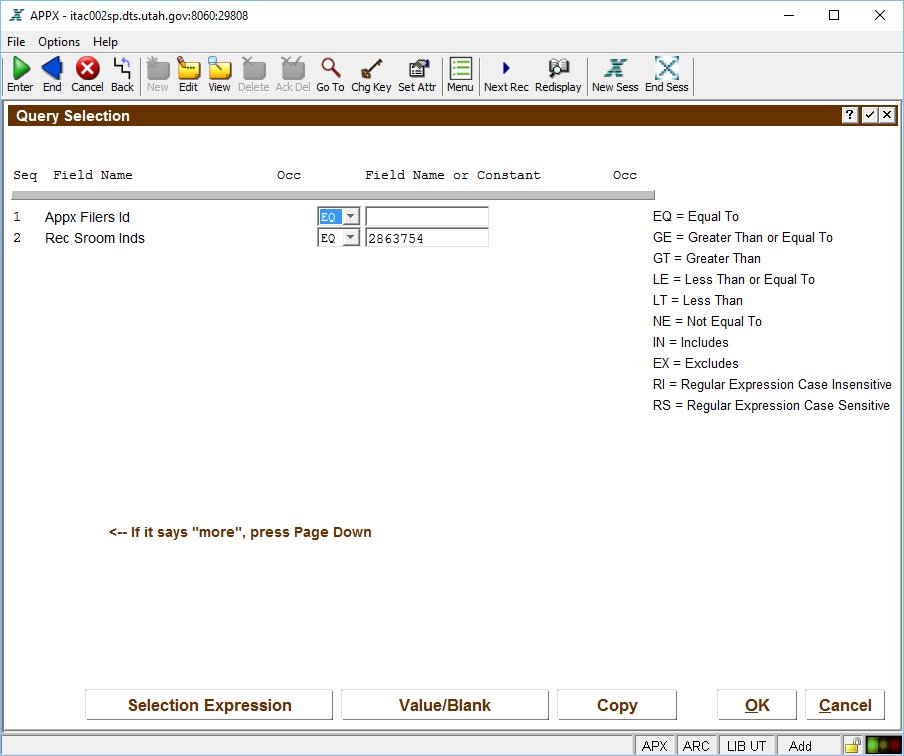 APPX - itac002sp.dts.utah.gov:8060:29808
File Options Help
Enter End Cancel Back New Edit View Delete Ack Del Go To Chg Key Set Attr Menu Next Rec Redisplay New Sess End Sess
Query Selection
Seq Field Name Occ Field Name or Constant Occ
1 Appx Filers Id EQ
2 Rec Sroom Inds EQ 2863754
EQ = Equal To
GE = Greater Than or Equal To
GT = Greater Than
LE = Less Than or Equal To
LT = Less Than
NE = Not Equal To
IN = Includes
EX = Excludes
RI = Regular Expression Case Insensitive
RS = Regular Expression Case Sensitive
<-- If it says "more", press Page Down
Selection Expression Value/Blank Copy OK Cancel
APX ARC LIB UT Add